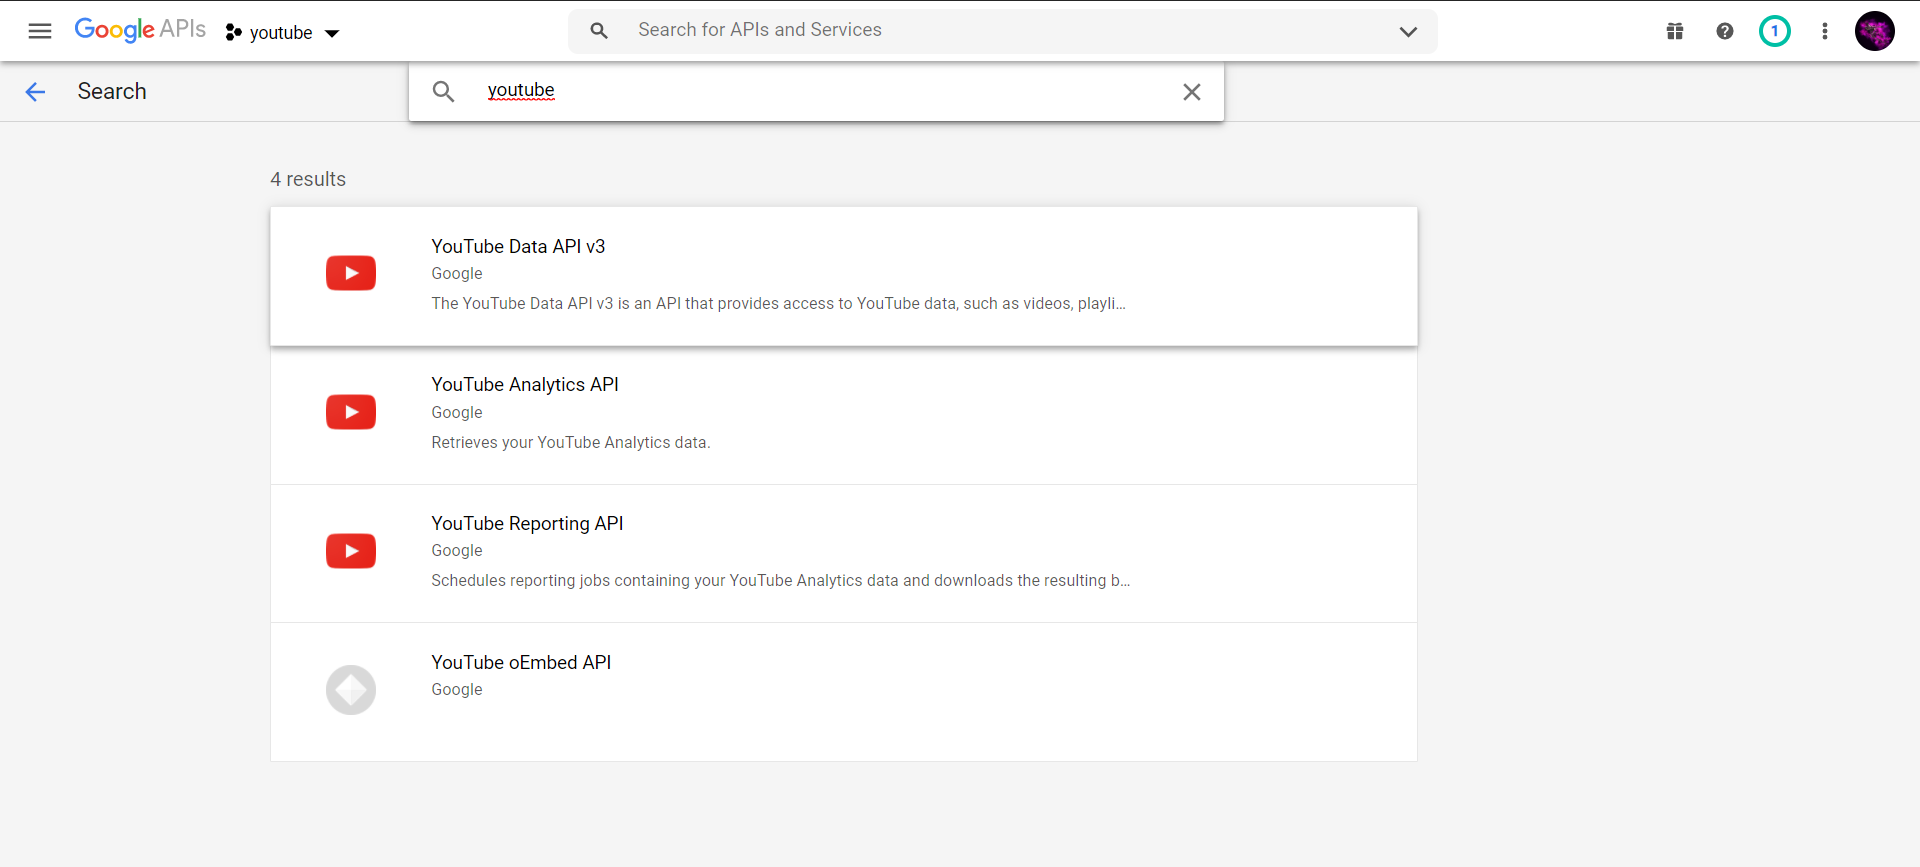 Google APIs
youtube
Search for APIs and Services
1
Search
youtube
4 results
YouTube Data API v3
Google
The YouTube Data API v3 is an API that provides access to YouTube data, such as videos, playli...
YouTube Analytics API
Google
Retrieves your YouTube Analytics data.
YouTube Reporting API
Google
Schedules reporting jobs containing your YouTube Analytics data and downloads the resulting b...
YouTube oEmbed API
Google